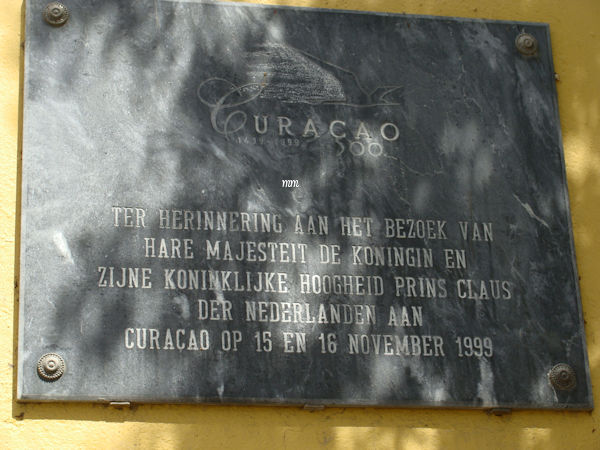 CURAÇAO
1499-1999 500
mm
TER HERINNERING AAN HET BEZOEK VAN
HARE MAJESTEIT DE KONINGIN EN
ZIJNE KONINKLIJKE HOOGHEID PRINS CLAUS
DER NEDERLANDEN AAN
CURAÇAO OP 15 EN 16 NOVEMBER 1999